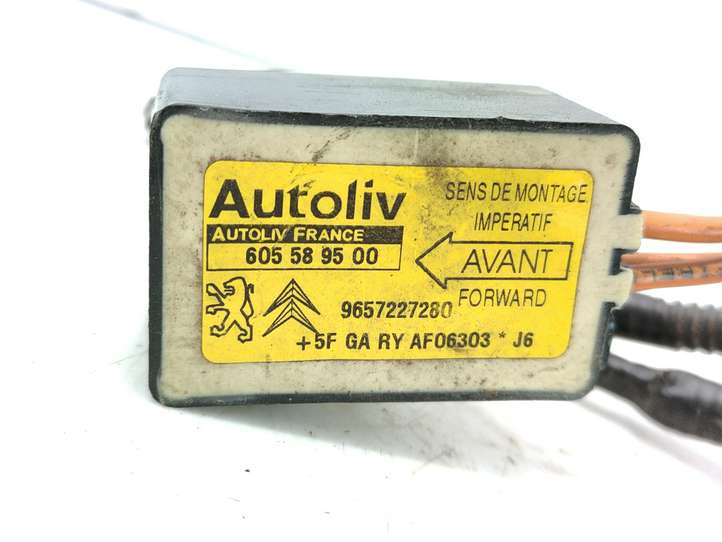 Autoliv
AUTOLIV FRANCE
605 58 95 00
SENS DE MONTAGE
IMPERATIF
AVANT
FORWARD
9657227280
+5F GA RY AF06303 * J6